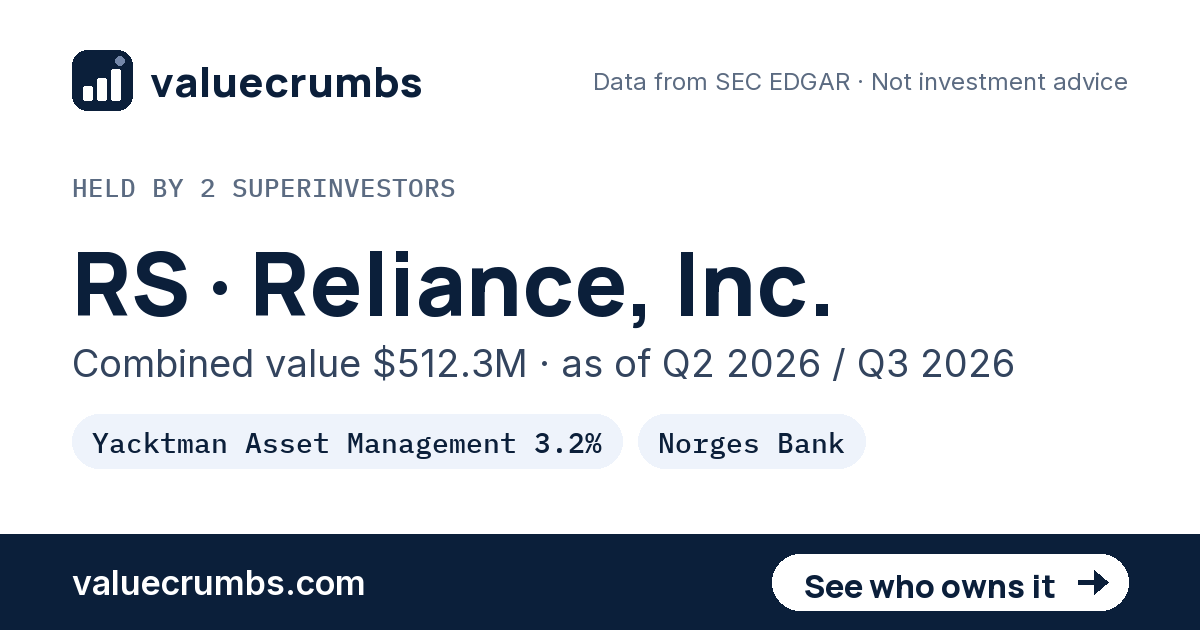 valuecrumbs
Data from SEC EDGAR · Not investment advice
HELD BY 2 SUPERINVESTORS
RS · Reliance, Inc.
Combined value $512.3M · as of Q2 2026 / Q3 2026
Yacktman Asset Management 3.2%
Norges Bank
valuecrumbs.com
See who owns it →